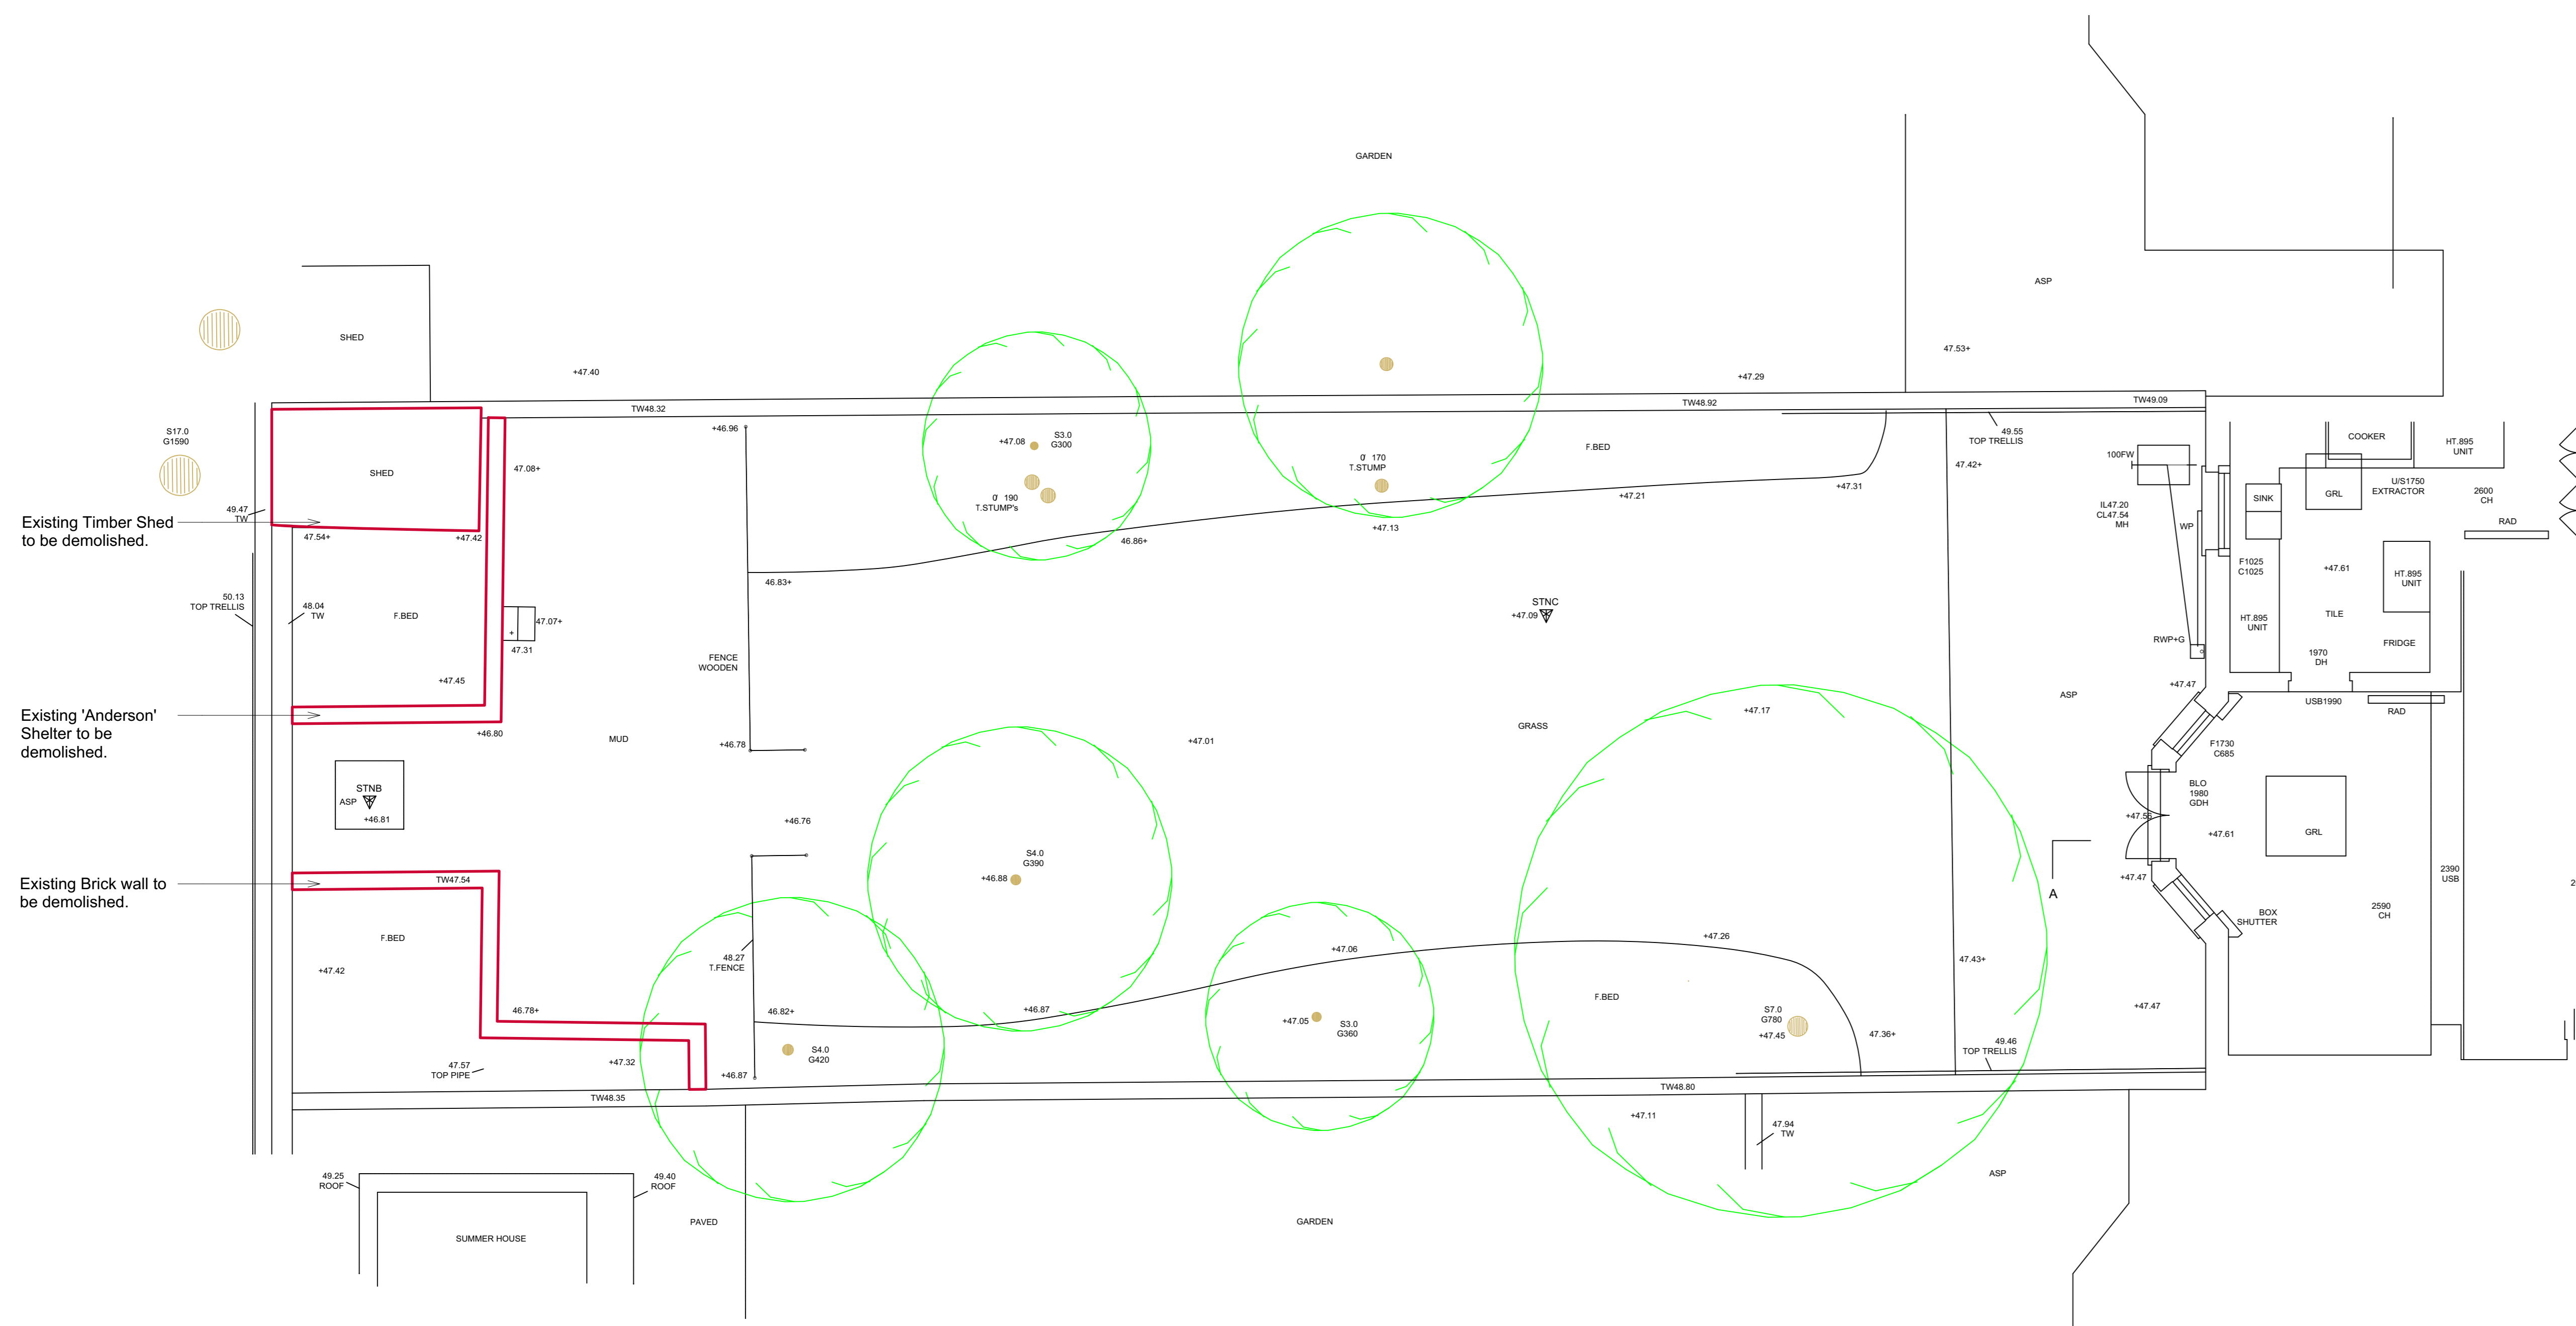 GARDEN
ASP
SHED
47.53+
+47.40
+47.29
TW48.32
TW48.92
TW49.09
S17.0
G1590
+46.96
+47.08
S3.0
G300
0 170
T.STUMP
F.BED
49.55
TOP TRELLIS
COOKER
HT.895
UNIT
SHED
47.08+
47.42+
100FW
U/S1750
EXTRACTOR
2600
CH
GRL
SINK
0 190
T.STUMP's
+47.21
+47.31
49.47
TW
IL47.20
CL47.54
MH
WP
RAD
Existing Timber Shed
to be demolished.
47.54+
+47.42
46.86+
+47.13
F1025
C1025
+47.61
HT.895
UNIT
46.83+
50.13
TOP TRELLIS
48.04
TW
F.BED
47.07+
47.31
STNC
+47.09
HT.895
UNIT
TILE
RWP+G
FRIDGE
1970
DH
FENCE
WOODEN
+47.45
+47.47
ASP
USB1990
RAD
Existing 'Anderson'
Shelter to be
demolished.
+46.80
MUD
+46.78
+47.01
GRASS
+47.17
F1730
C685
STNB
ASP
+46.81
BLO
1980
GDH
+47.56
+47.61
GRL
+46.76
S4.0
G390
+46.88
Existing Brick wall to
be demolished.
TW47.54
A
+47.47
2390
USB
2590
CH
BOX
SHUTTER
F.BED
+47.42
48.27
T.FENCE
+47.06
+47.26
47.43+
F.BED
+47.47
46.78+
46.82+
+46.87
+47.05
S3.0
G360
S7.0
G780
+47.45
47.36+
49.46
TOP TRELLIS
47.57
TOP PIPE
+47.32
S4.0
G420
+46.87
TW48.35
TW48.80
+47.11
47.94
TW
49.25
ROOF
49.40
ROOF
ASP
PAVED
GARDEN
SUMMER HOUSE